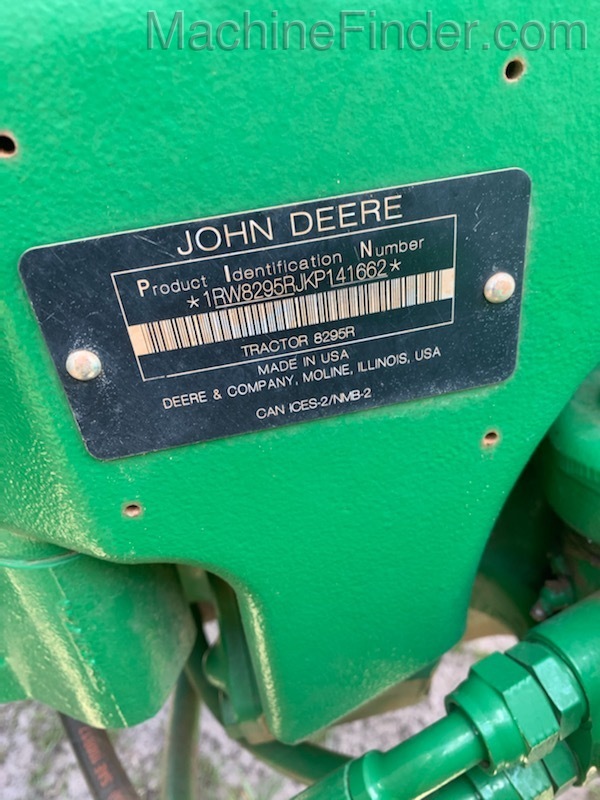 MachineFinder.com
JOHN DEERE
Product Identification Number
*1RW8295RJKP141662*
TRACTOR 8295R
MADE IN USA
DEERE & COMPANY, MOLINE, ILLINOIS, USA
CAN ICES-2/NMB-2